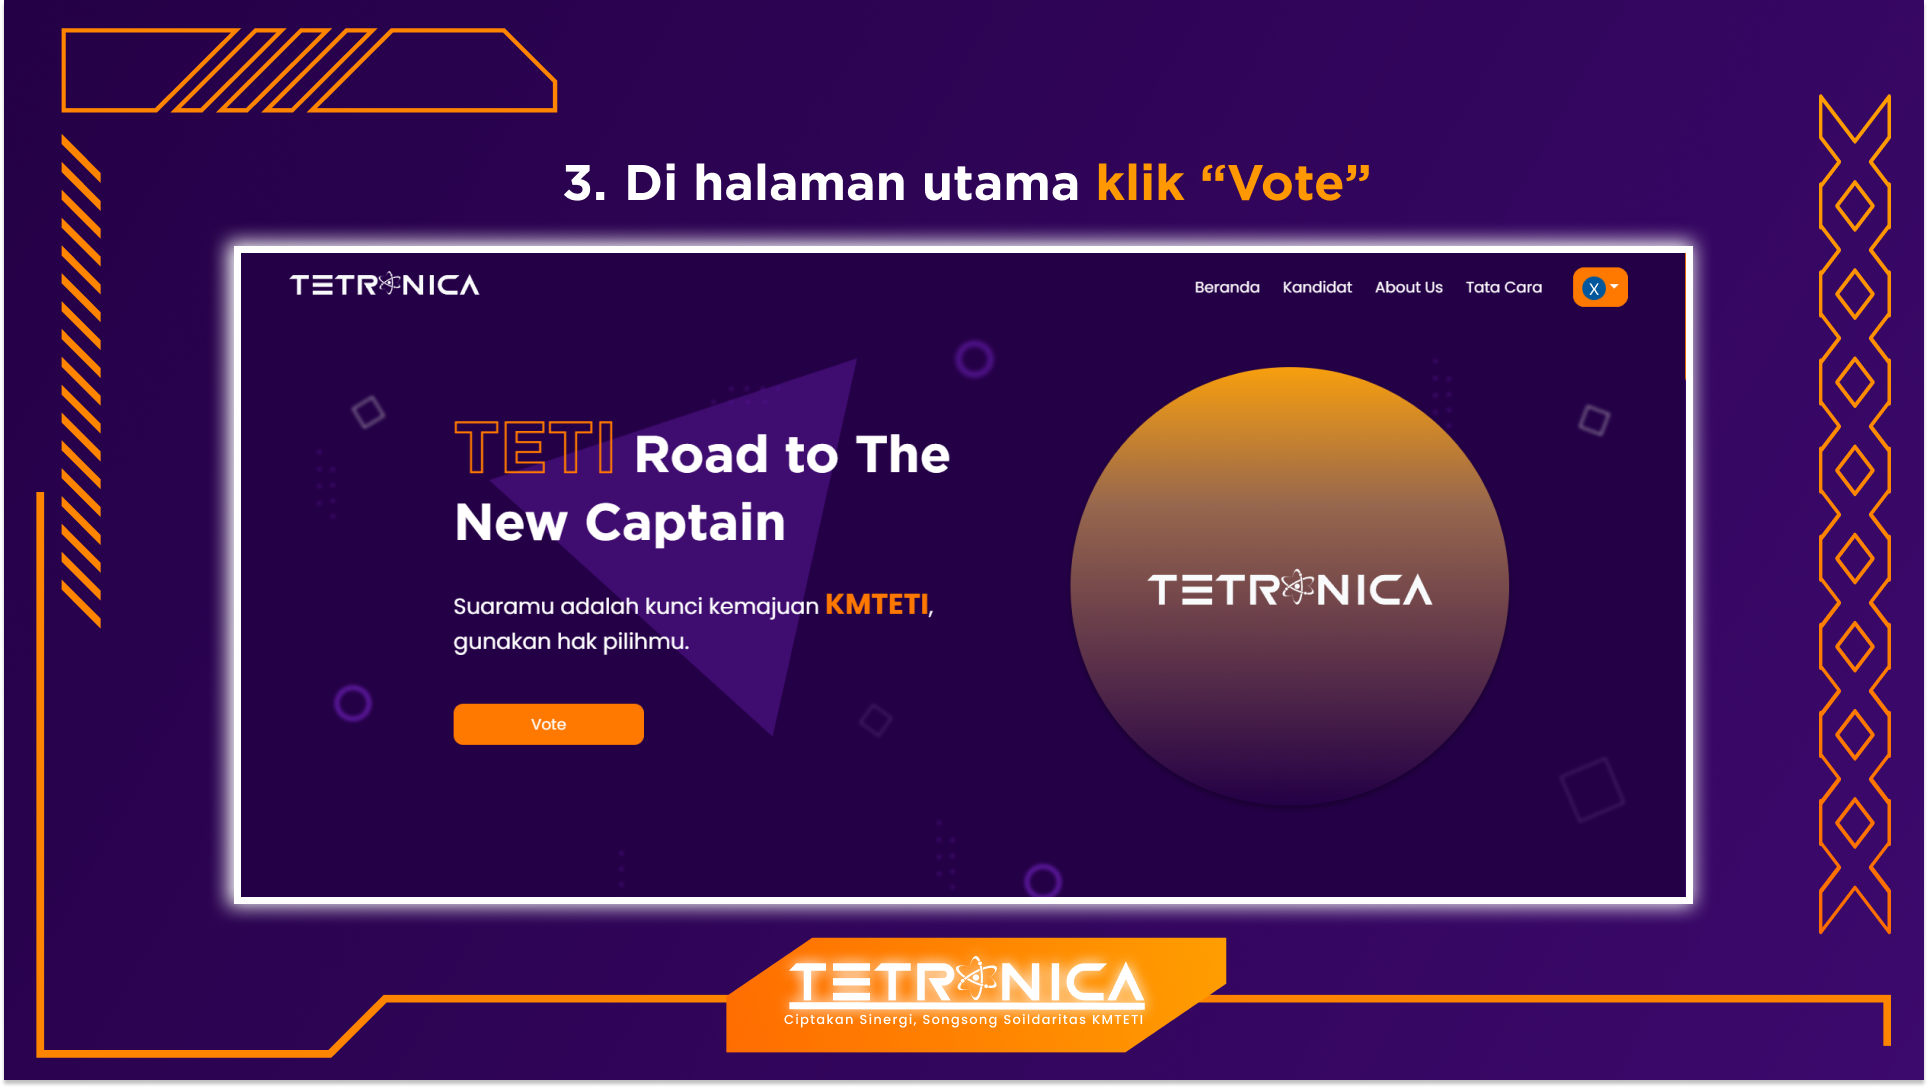 3. Di halaman utama klik “Vote”
TETRONICA
Beranda Kandidat About Us Tata Cara X
TETI Road to The
New Captain
Suaramu adalah kunci kemajuan KMTETI,
gunakan hak pilihmu.
Vote
TETRONICA
TETRONICA
Ciptakan Sinergi, Songsong Soildaritas KMTETI